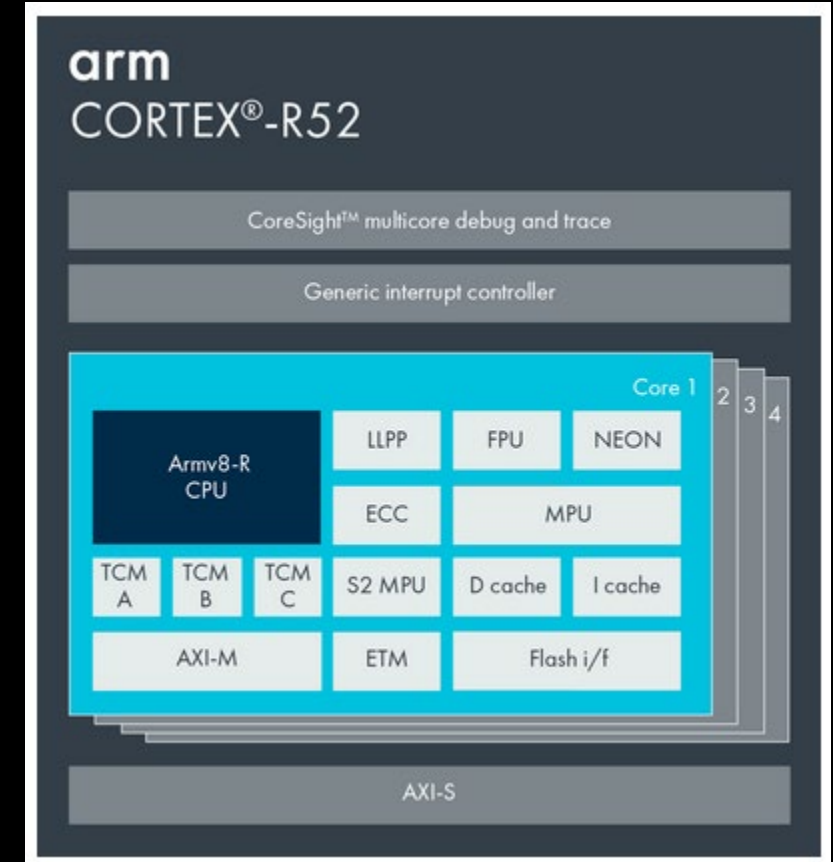 arm
CORTEX®-R52
CoreSight™ multicore debug and trace
Generic interrupt controller
Core 1
2
3
4
Armv8-R
CPU
LLPP
FPU
NEON
ECC
MPU
TCM
A
TCM
B
TCM
C
S2 MPU
D cache
I cache
AXI-M
ETM
Flash i/f
AXI-S